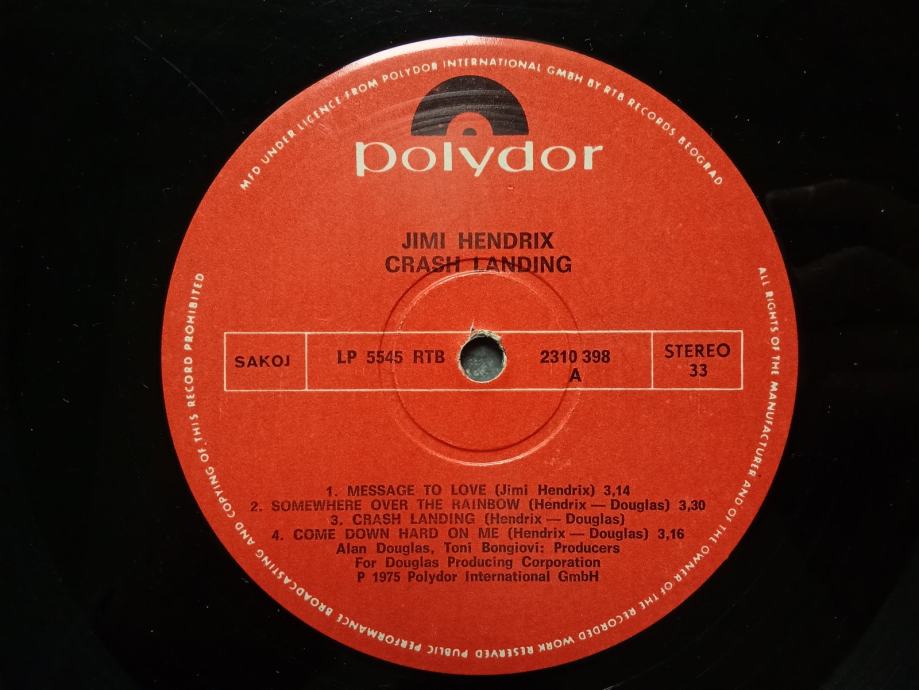 MFD UNDER LICENCE FROM POLYDOR INTERNATIONAL GMBH BY RTB RECORDS BEOGRAD
polydor
JIMI HENDRIX
CRASH LANDING
SAKOJ
LP 5545 RTB
2310 398
A
STEREO
33
1. MESSAGE TO LOVE (Jimi Hendrix) 3,14
2. SOMEWHERE OVER THE RAINBOW (Hendrix — Douglas) 3,30
3. CRASH LANDING (Hendrix — Douglas)
4. COME DOWN HARD ON ME (Hendrix — Douglas) 3,16
Alan Douglas, Toni Bongiovi: Producers
For Douglas Producing Corporation
P 1975 Polydor International GmbH
ALL RIGHTS OF THE MANUFACTURER AND OF THE OWNER OF THE RECORDED WORK RESERVED PUBLIC PERFORMANCE BROADCASTING AND COPYING OF THIS RECORD PROHIBITED